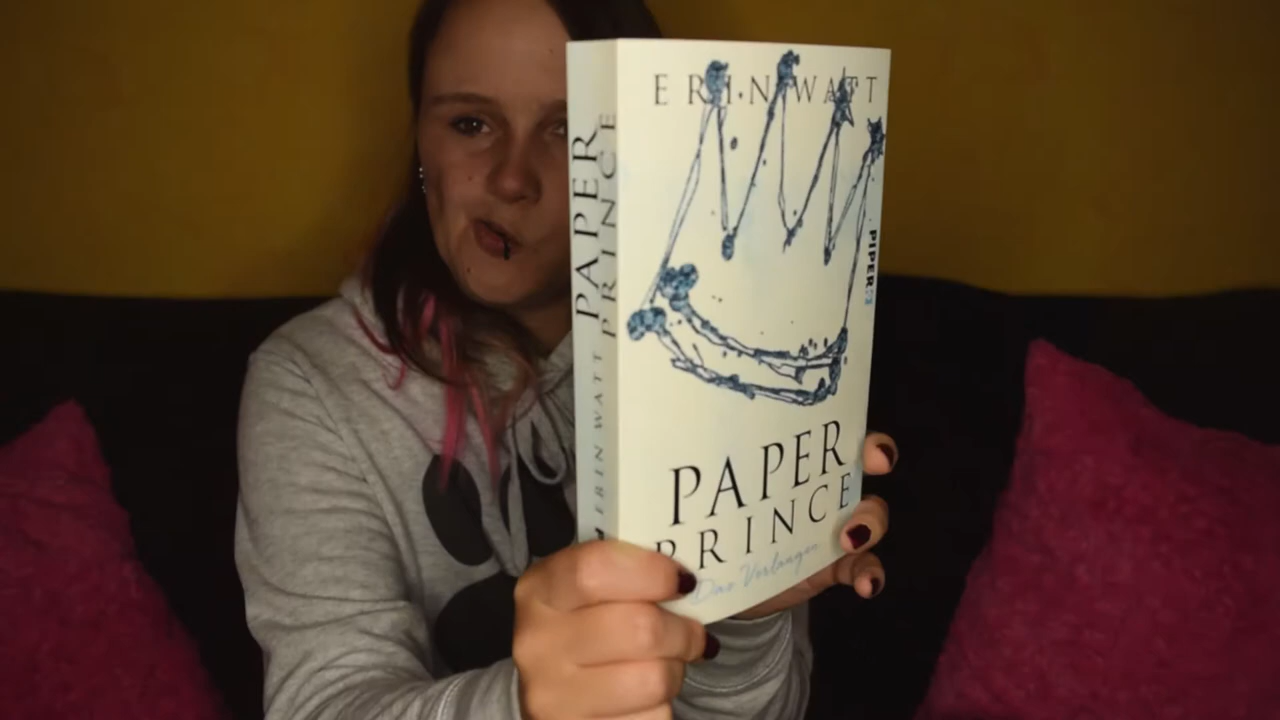 ERIN WATT
PIPER
PAPER
PRINCE
Das Verlangen
PAPER
PRINCE
ERIN WATT